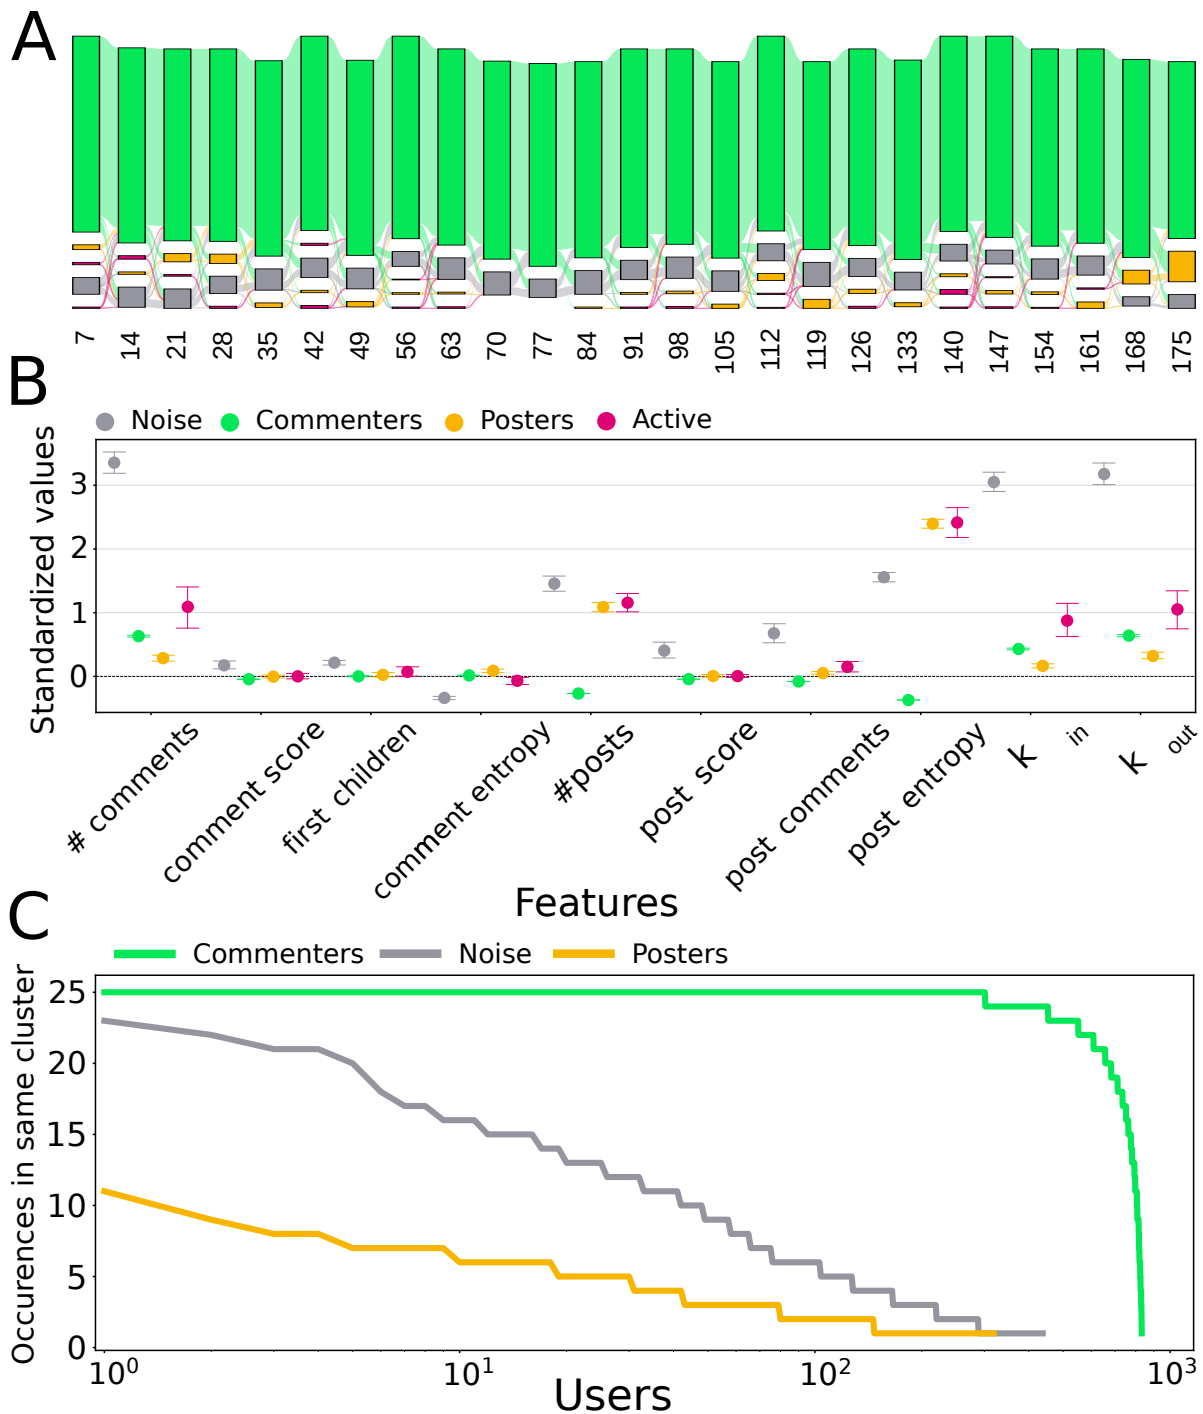 A
7 14 21 28 35 42 49 56 63 70 77 84 91 98 105 112 119 126 133 140 147 154 161 168 175
B
Noise Commenters Posters Active
Standardized values
3
2
1
0
# comments comment score first children comment entropy #posts post score post comments post entropy k in k out
Features
C
Commenters Noise Posters
Occurences in same cluster
25
20
15
10
5
0
10^0 10^1 10^2 10^3
Users